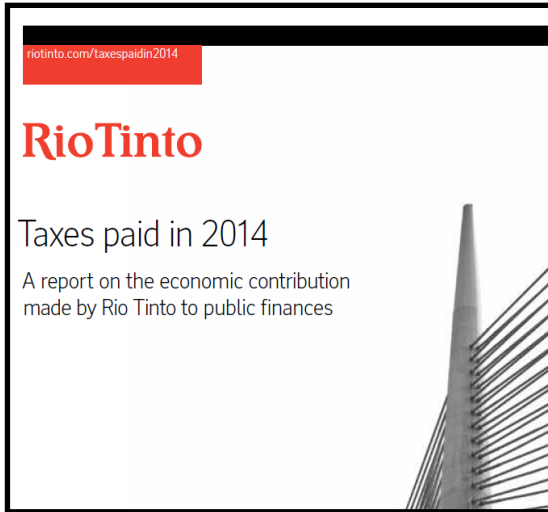 riotinto.com/taxespaidin2014
RioTinto
Taxes paid in 2014
A report on the economic contribution
made by Rio Tinto to public finances